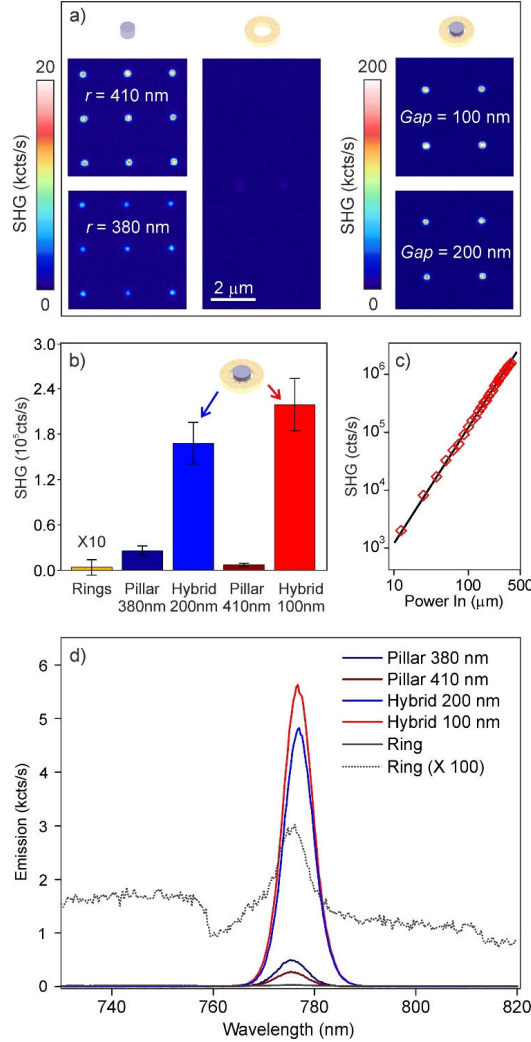 a)
20
SHG (kcts/s)
0
r = 410 nm
r = 380 nm
2 μm
200
SHG (kcts/s)
0
Gap = 100 nm
Gap = 200 nm
b)
3.0
2.4
1.8
1.2
0.6
0.0
SHG (10⁵cts/s)
X10
Rings
Pillar
380nm
Hybrid
200nm
Pillar
410nm
Hybrid
100nm
c)
10⁶
10⁵
10⁴
10³
SHG (cts/s)
10
100
500
Power In (μm)
d)
6
5
4
3
2
1
0
Emission (kcts/s)
Pillar 380 nm
Pillar 410 nm
Hybrid 200 nm
Hybrid 100 nm
Ring
Ring (X 100)
740
760
780
800
820
Wavelength (nm)